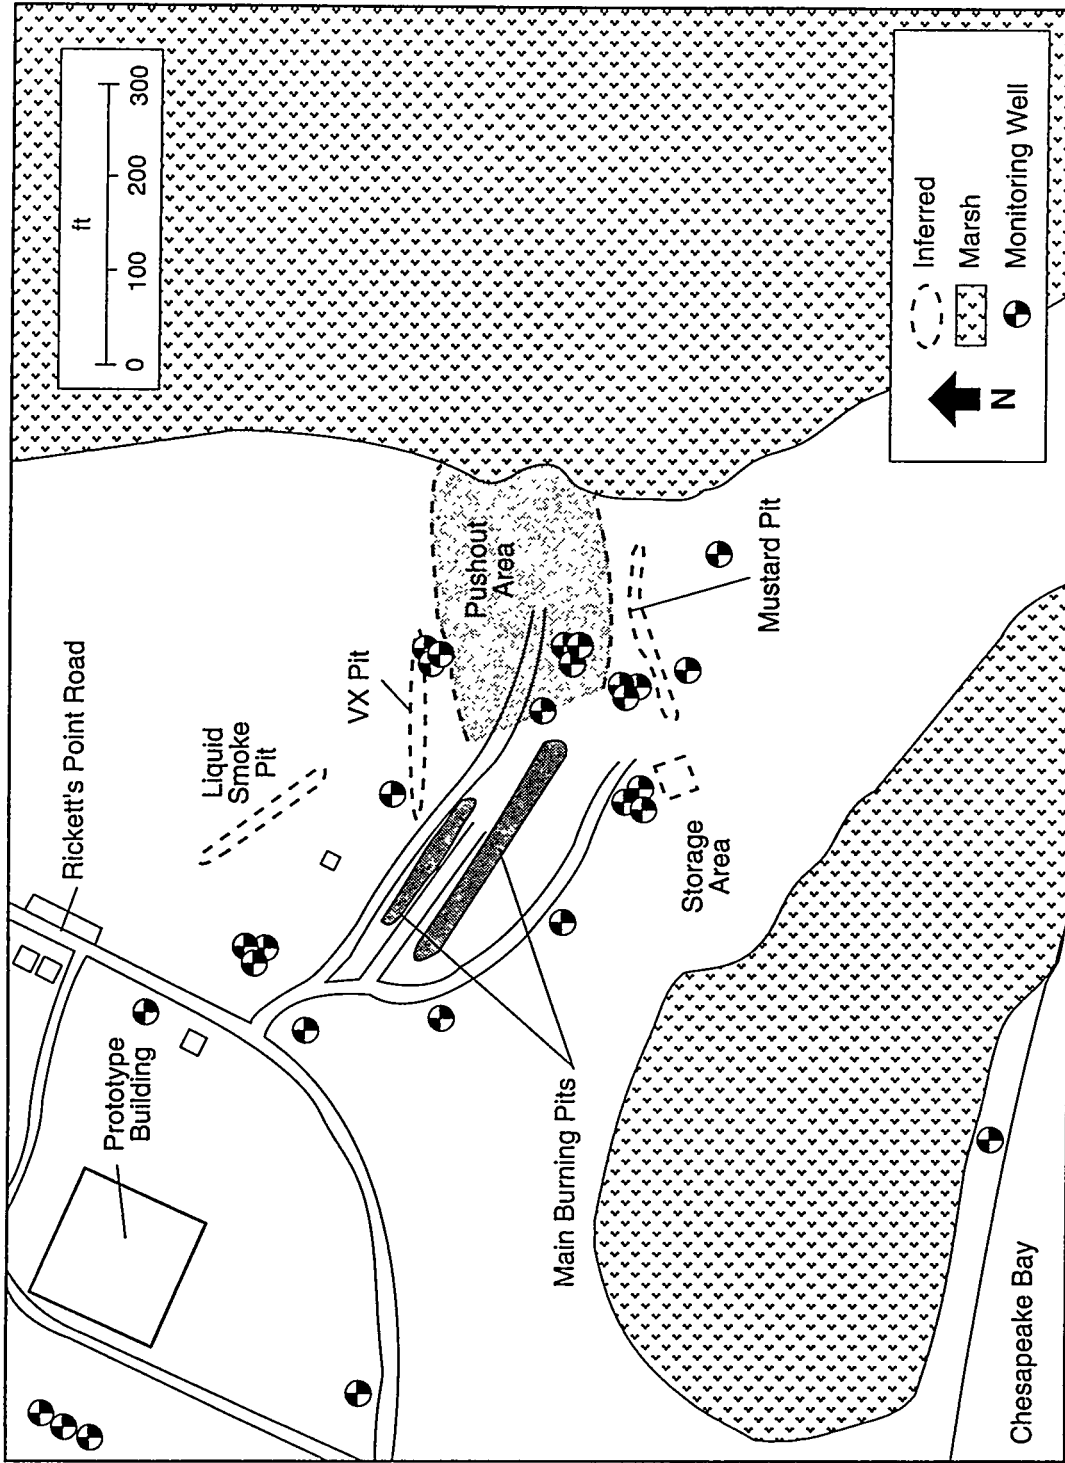 ft
0 100 200 300
Rickett's Point Road
Liquid
Smoke
Pit
VX Pit
Prototype
Building
Pushout
Area
Main Burning Pits
Storage
Area
Mustard Pit
Chesapeake Bay
N
Inferred
Marsh
Monitoring Well